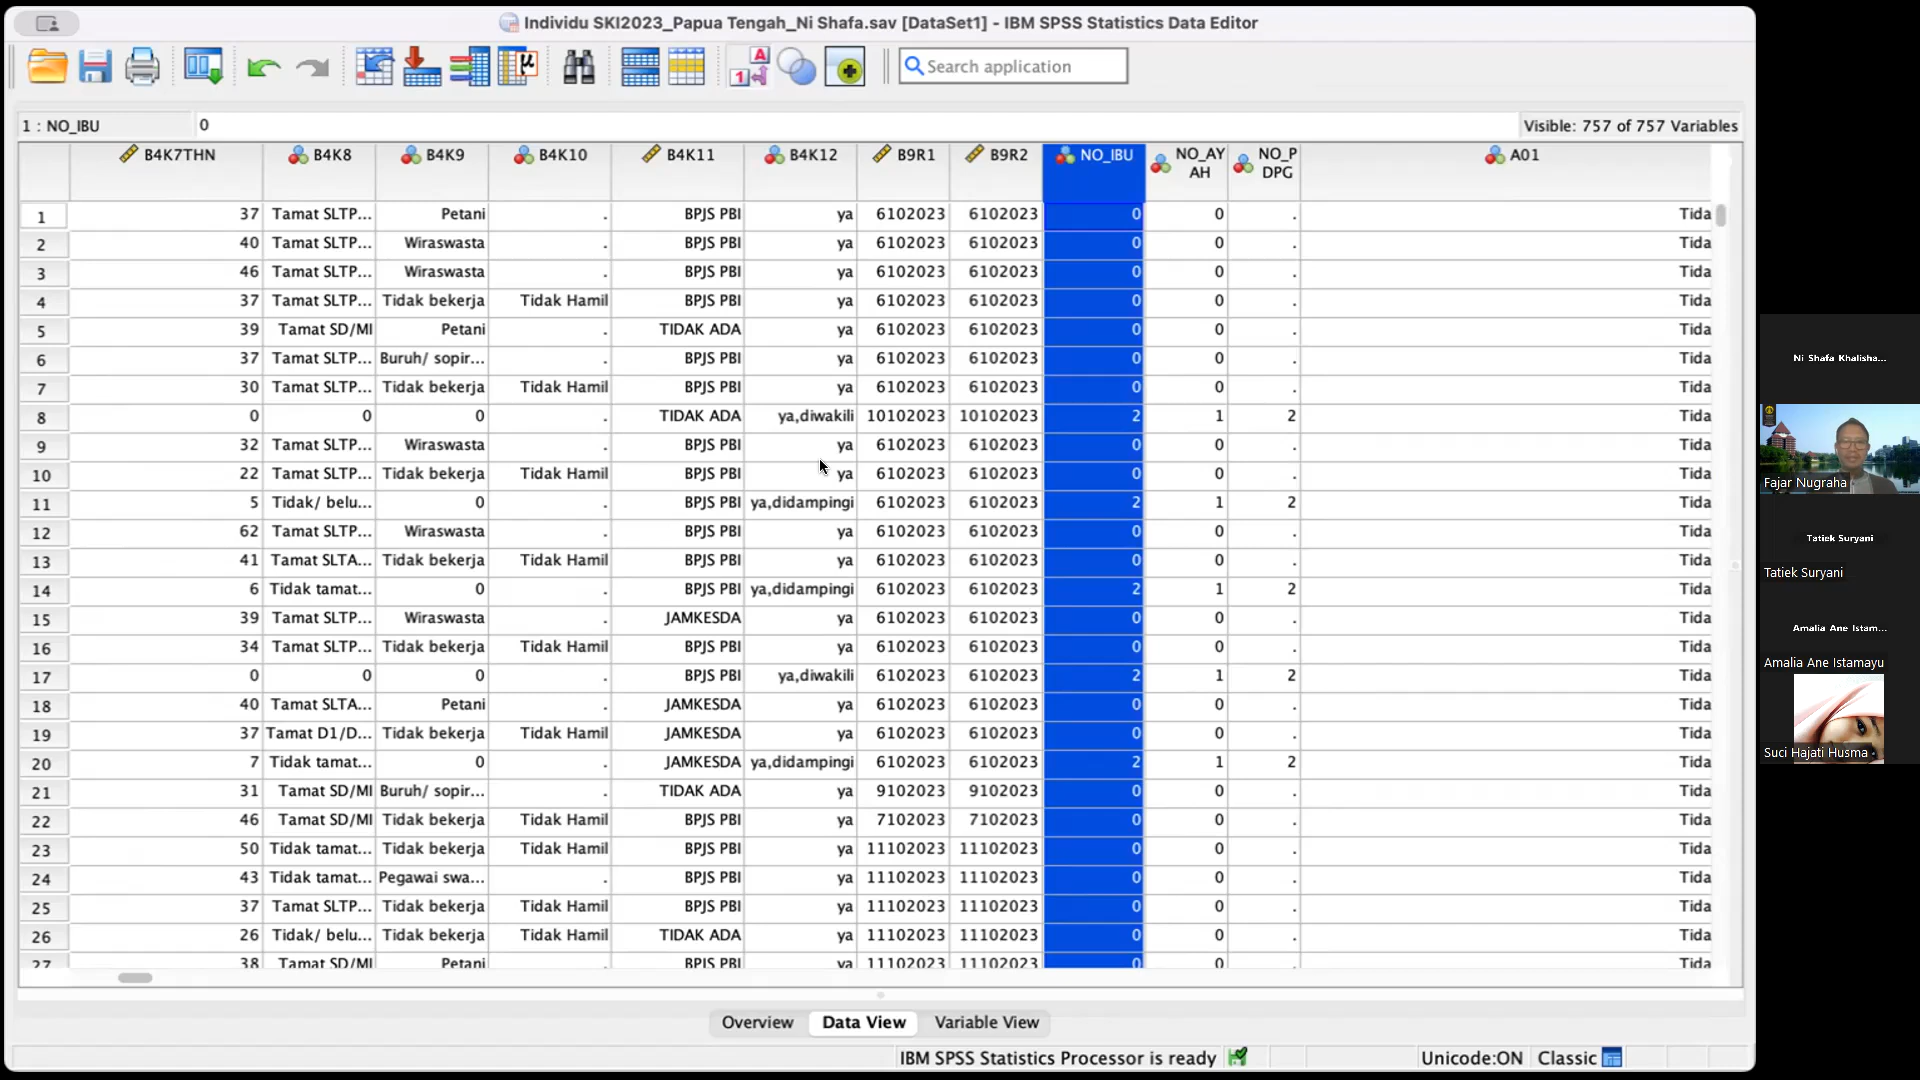 Individu SKI2023_Papua Tengah_Ni Shafa.sav [DataSet1] - IBM SPSS Statistics Data Editor
Search application
1 : NO_IBU 0 Visible: 757 of 757 Variables
B4K7THN B4K8 B4K9 B4K10 B4K11 B4K12 B9R1 B9R2 NO_IBU NO_AYAH NO_PDPG A01
1 37 Tamat SLTP... Petani . BPJS PBI ya 6102023 6102023 0 0 . Tida
2 40 Tamat SLTP... Wiraswasta . BPJS PBI ya 6102023 6102023 0 0 . Tida
3 46 Tamat SLTP... Wiraswasta . BPJS PBI ya 6102023 6102023 0 0 . Tida
4 37 Tamat SLTP... Tidak bekerja Tidak Hamil BPJS PBI ya 6102023 6102023 0 0 . Tida
5 39 Tamat SD/MI Petani . TIDAK ADA ya 6102023 6102023 0 0 . Tida
6 37 Tamat SLTP... Buruh/ sopir... . BPJS PBI ya 6102023 6102023 0 0 . Tida
7 30 Tamat SLTP... Tidak bekerja Tidak Hamil BPJS PBI ya 6102023 6102023 0 0 . Tida
8 0 0 0 . TIDAK ADA ya,diwakili 10102023 10102023 2 1 2 Tida
9 32 Tamat SLTP... Wiraswasta . BPJS PBI ya 6102023 6102023 0 0 . Tida
10 22 Tamat SLTP... Tidak bekerja Tidak Hamil BPJS PBI ya 6102023 6102023 0 0 . Tida
11 5 Tidak/ belu... 0 . BPJS PBI ya,didampingi 6102023 6102023 2 1 2 Tida
12 62 Tamat SLTP... Wiraswasta . BPJS PBI ya 6102023 6102023 0 0 . Tida
13 41 Tamat SLTA... Tidak bekerja Tidak Hamil BPJS PBI ya 6102023 6102023 0 0 . Tida
14 6 Tidak tamat... 0 . BPJS PBI ya,didampingi 6102023 6102023 2 1 2 Tida
15 39 Tamat SLTP... Wiraswasta . JAMKESDA ya 6102023 6102023 0 0 . Tida
16 34 Tamat SLTP... Tidak bekerja Tidak Hamil BPJS PBI ya 6102023 6102023 0 0 . Tida
17 0 0 0 . BPJS PBI ya,diwakili 6102023 6102023 2 1 2 Tida
18 40 Tamat SLTA... Petani . JAMKESDA ya 6102023 6102023 0 0 . Tida
19 37 Tamat D1/D... Tidak bekerja Tidak Hamil JAMKESDA ya 6102023 6102023 0 0 . Tida
20 7 Tidak tamat... 0 . JAMKESDA ya,didampingi 6102023 6102023 2 1 2 Tida
21 31 Tamat SD/MI Buruh/ sopir... . TIDAK ADA ya 9102023 9102023 0 0 . Tida
22 46 Tamat SD/MI Tidak bekerja Tidak Hamil BPJS PBI ya 7102023 7102023 0 0 . Tida
23 50 Tidak tamat... Tidak bekerja Tidak Hamil BPJS PBI ya 11102023 11102023 0 0 . Tida
24 43 Tidak tamat... Pegawai swa... . BPJS PBI ya 11102023 11102023 0 0 . Tida
25 37 Tamat SLTP... Tidak bekerja Tidak Hamil BPJS PBI ya 11102023 11102023 0 0 . Tida
26 26 Tidak/ belu... Tidak bekerja Tidak Hamil TIDAK ADA ya 11102023 11102023 0 0 . Tida
27 38 Tamat SD/MI Petani . BPJS PBI ya 11102023 11102023 0 0 . Tida
Overview Data View Variable View
IBM SPSS Statistics Processor is ready Unicode:ON Classic
Ni Shafa Khalisha...
Fajar Nugraha
Tatiek Suryani
Tatiek Suryani
Amalia Ane Istam...
Amalia Ane Istamayu
Suci Hajati Husma